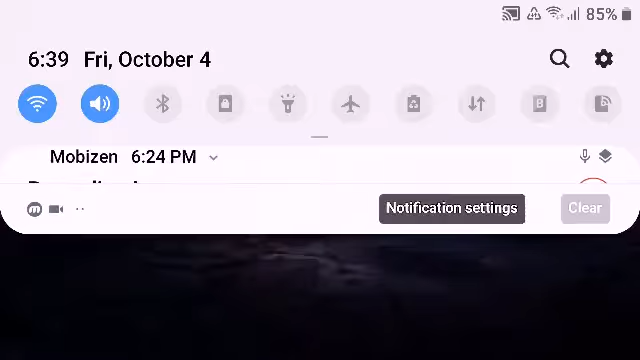 85%
6:39 Fri, October 4
Mobizen 6:24 PM
Notification settings
Clear